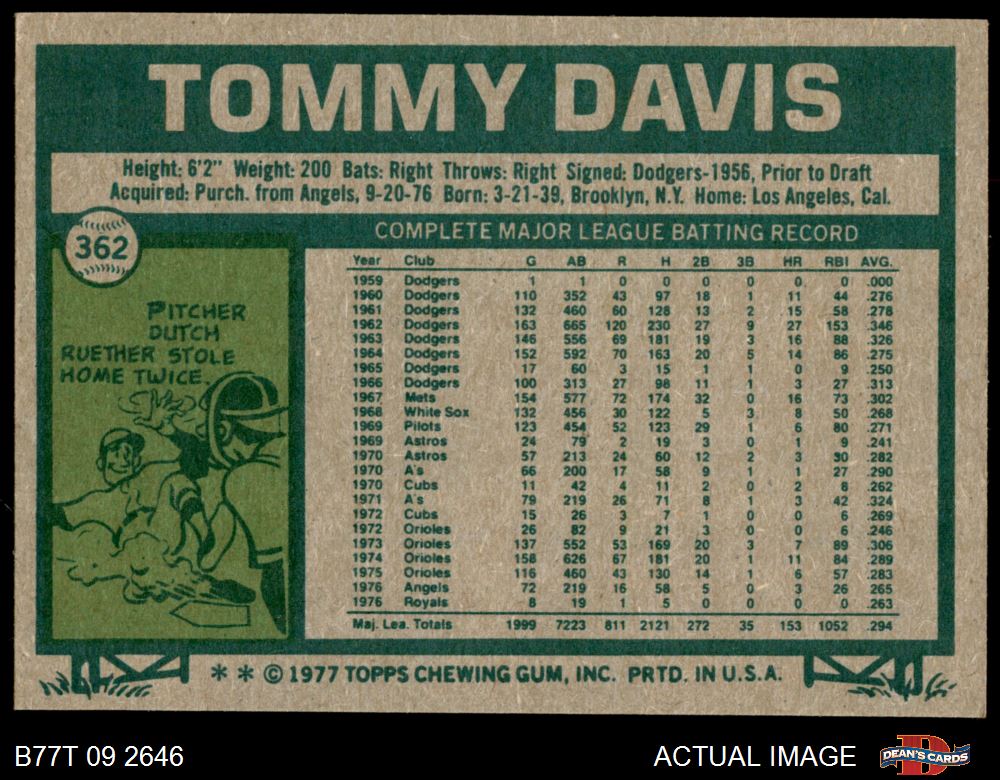 TOMMY DAVIS
Height: 6'2" Weight: 200 Bats: Right Throws: Right Signed: Dodgers-1956, Prior to Draft
Acquired: Purch. from Angels, 9-20-76 Born: 3-21-39, Brooklyn, N.Y. Home: Los Angeles, Cal.
362
PITCHER
DUTCH
RUETHER STOLE
HOME TWICE.
COMPLETE MAJOR LEAGUE BATTING RECORD
Year Club G AB R H 2B 3B HR RBI AVG.
1959 Dodgers 1 1 0 0 0 0 0 0 .000
1960 Dodgers 110 352 43 97 18 1 11 44 .276
1961 Dodgers 132 460 60 128 13 2 15 58 .278
1962 Dodgers 163 665 120 230 27 9 27 153 .346
1963 Dodgers 146 556 69 181 19 3 16 88 .326
1964 Dodgers 152 592 70 163 20 5 14 86 .275
1965 Dodgers 17 60 3 15 1 1 0 9 .250
1966 Dodgers 100 313 27 98 11 1 3 27 .313
1967 Mets 154 577 72 174 32 0 16 73 .302
1968 White Sox 132 456 30 122 5 3 8 50 .268
1969 Pilots 123 454 52 123 29 1 6 80 .271
1969 Astros 24 79 2 19 3 0 1 9 .241
1970 Astros 57 213 24 60 12 2 3 30 .282
1970 A's 66 200 17 58 9 1 1 27 .290
1970 Cubs 11 42 4 11 2 0 2 8 .262
1971 A's 79 219 26 71 8 1 3 42 .324
1972 Cubs 15 26 3 7 1 0 0 6 .269
1972 Orioles 26 82 9 21 3 0 0 6 .246
1973 Orioles 137 552 53 169 20 3 7 89 .306
1974 Orioles 158 626 67 181 20 1 11 84 .289
1975 Orioles 116 460 43 130 14 1 6 57 .283
1976 Angels 72 219 16 58 5 0 3 26 .265
1976 Royals 8 19 1 5 0 0 0 0 .263
Maj. Lea. Totals 1999 7223 811 2121 272 35 153 1052 .294
** © 1977 TOPPS CHEWING GUM, INC. PRTD. IN U.S.A.
B77T 09 2646
ACTUAL IMAGE
DEAN'S CARDS